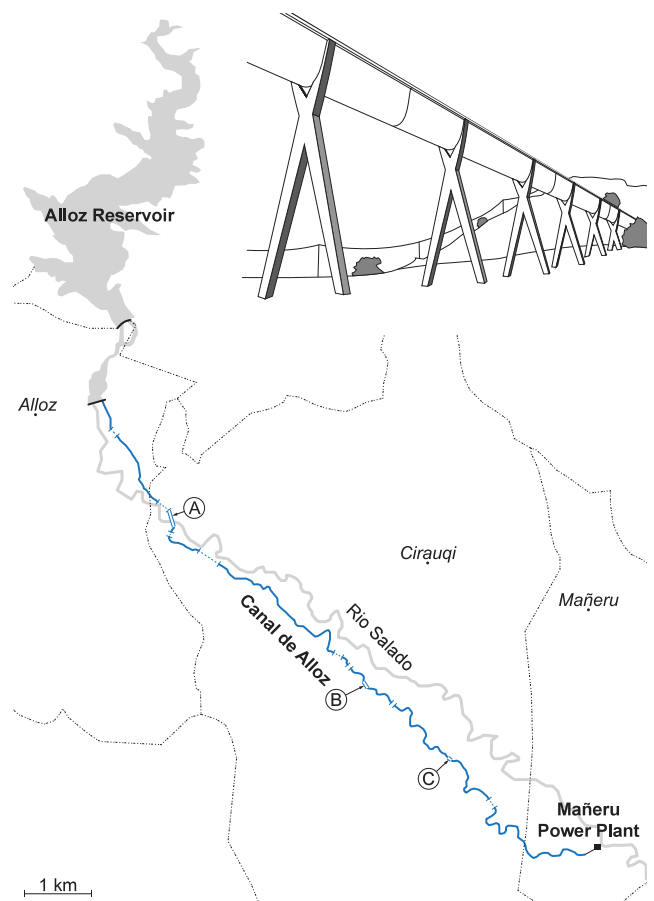 Alloz Reservoir
Alloz
A
Cirauqi
Mañeru
Rio Salado
Canal de Alloz
B
C
Mañeru
Power Plant
1 km